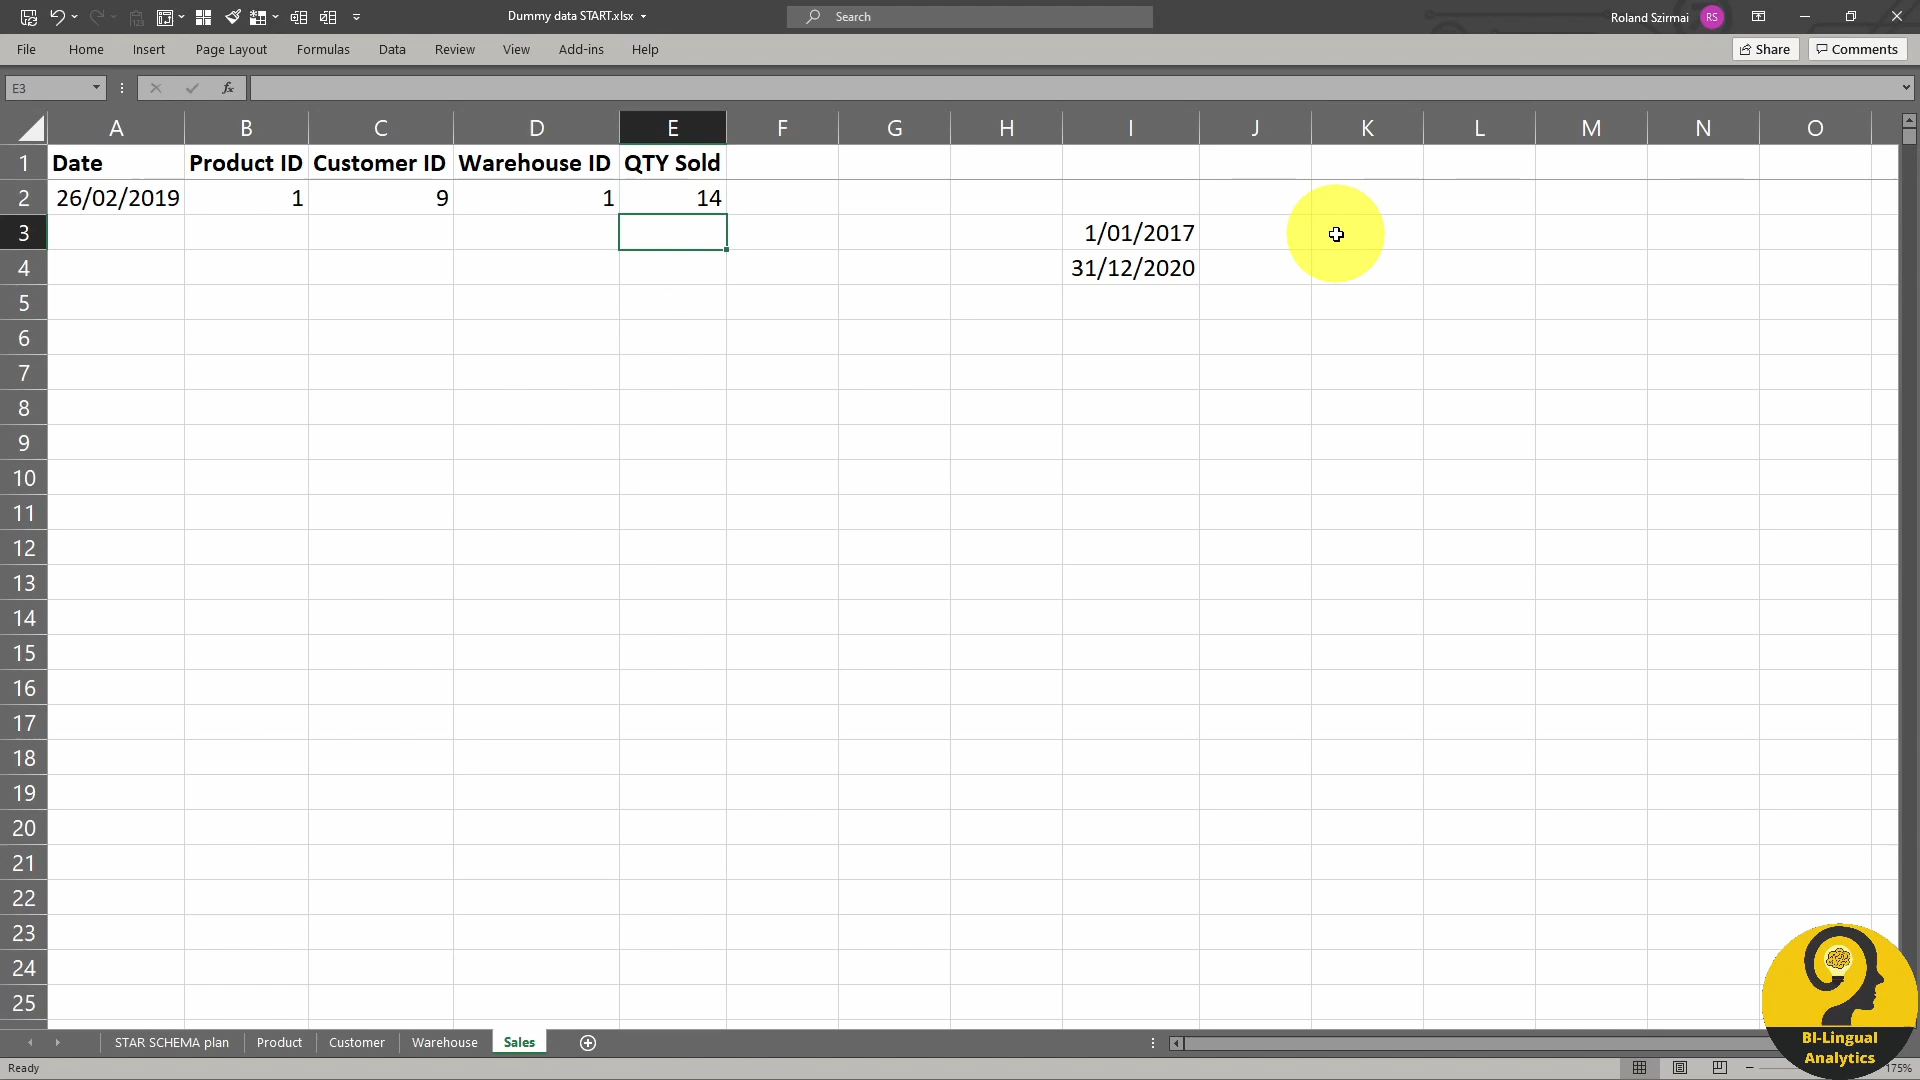 Dummy data START.xlsx
Search
Roland Szirmai RS
File Home Insert Page Layout Formulas Data Review View Add-ins Help Share Comments
E3 fx
A B C D E F G H I J K L M N O
1 Date Product ID Customer ID Warehouse ID QTY Sold
2 26/02/2019 1 9 1 14
3 1/01/2017
4 31/12/2020
5
6
7
8
9
10
11
12
13
14
15
16
17
18
19
20
21
22
23
24
25
STAR SCHEMA plan Product Customer Warehouse Sales
Ready 175%
BI-Lingual
Analytics